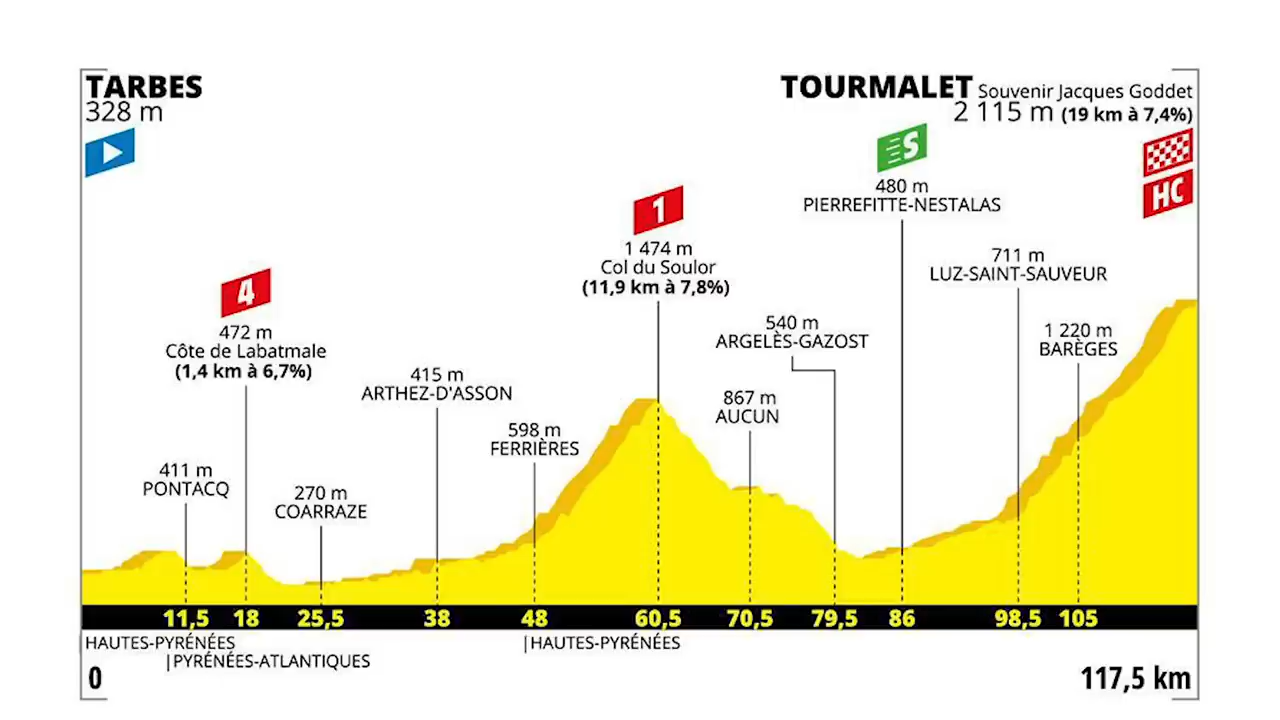 TARBES
328 m
TOURMALET Souvenir Jacques Goddet
2 115 m (19 km à 7,4%)
HC
S
480 m
PIERREFITTE-NESTALAS
1
1 474 m
Col du Soulor
(11,9 km à 7,8%)
711 m
LUZ-SAINT-SAUVEUR
4
472 m
Côte de Labatmale
(1,4 km à 6,7%)
540 m
ARGELÈS-GAZOST
1 220 m
BARÈGES
415 m
ARTHEZ-D'ASSON
867 m
AUCUN
598 m
FERRIÈRES
411 m
PONTACQ
270 m
COARRAZE
11,5 18 25,5 38 48 60,5 70,5 79,5 86 98,5 105
HAUTES-PYRÉNÉES |HAUTES-PYRÉNÉES
|PYRÉNÉES-ATLANTIQUES
0 117,5 km